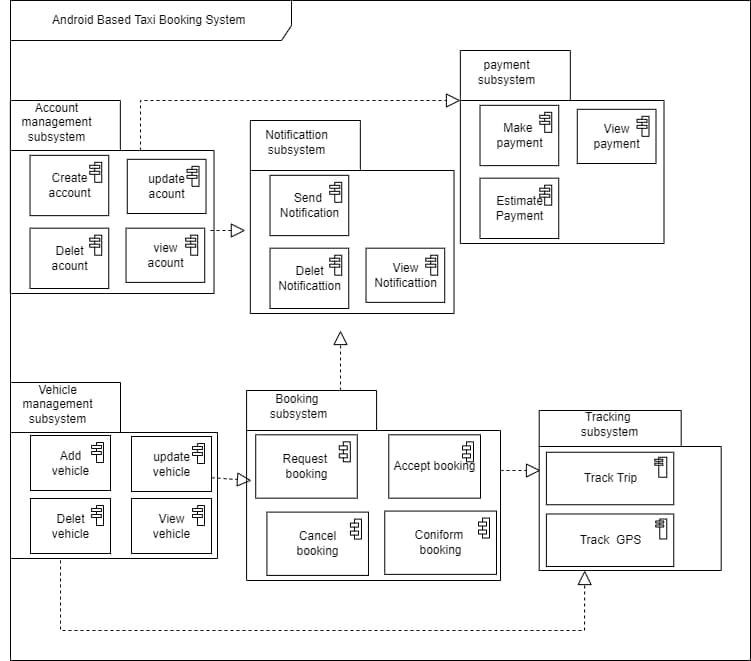 Android Based Taxi Booking System
payment
subsystem
Make
payment
View
payment
Estimate
Payment
Account
management
subsystem
Create
account
update
acount
Delet
acount
view
acount
Notificattion
subsystem
Send
Notification
Delet
Notificattion
View
Notificattion
Vehicle
management
subsystem
Add
vehicle
update
vehicle
Delet
vehicle
View
vehicle
Booking
subsystem
Request
booking
Accept booking
Cancel
booking
Coniform
booking
Tracking
subsystem
Track Trip
Track GPS